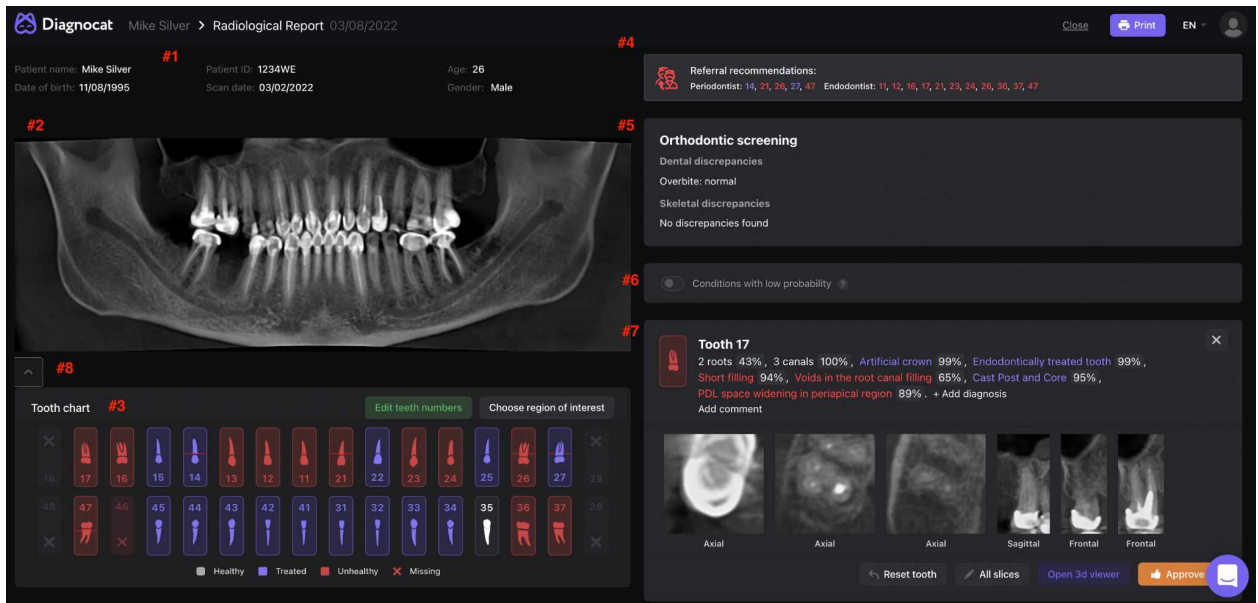 Diagnocat Mike Silver > Radiological Report 03/08/2022
Close Print EN
#1
Patient name: Mike Silver Patient ID: 1234WE Age: 26
Date of birth: 11/08/1995 Scan date: 03/02/2022 Gender: Male
#2
#3
Tooth chart
Edit teeth numbers
Choose region of interest
18 17 16 15 14 13 12 11 21 22 23 24 25 26 27 28
48 47 46 45 44 43 42 41 31 32 33 34 35 36 37 38
Healthy Treated Unhealthy Missing
#8
#4
Referral recommendations:
Periodontist: 14, 21, 26, 27, 47 Endodontist: 11, 12, 16, 17, 21, 23, 24, 26, 36, 37, 47
#5
Orthodontic screening
Dental discrepancies
Overbite: normal
Skeletal discrepancies
No discrepancies found
#6
Conditions with low probability ?
#7
Tooth 17
2 roots 43%, 3 canals 100%, Artificial crown 99%, Endodontically treated tooth 99%,
Short filling 94%, Voids in the root canal filling 65%, Cast Post and Core 95%,
PDL space widening in periapical region 89%. + Add diagnosis
Add comment
Axial Axial Axial Sagittal Frontal Frontal
Reset tooth All slices Open 3d viewer Approve